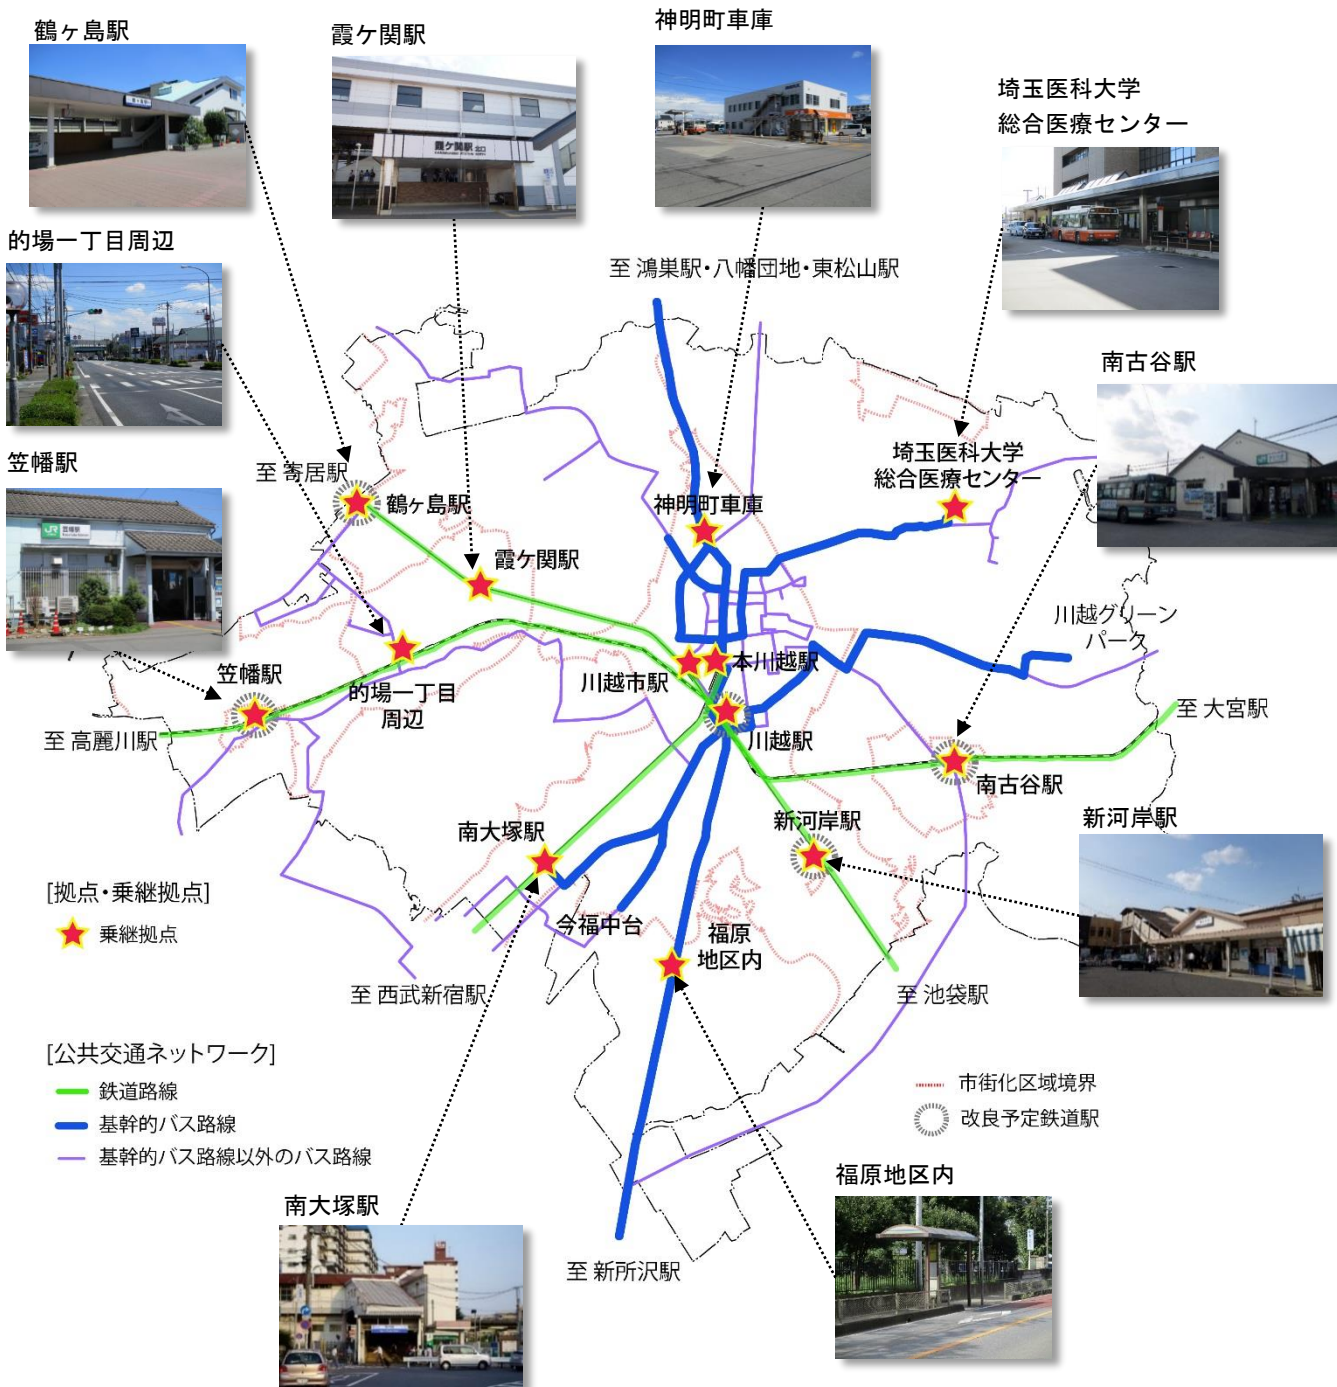 鶴ヶ島駅
霞ケ関駅
神明町車庫
埼玉医科大学
総合医療センター
的場一丁目周辺
至 鴻巣駅・八幡団地・東松山駅
南古谷駅
笠幡駅
至 寄居駅
鶴ヶ島駅
霞ケ関駅
神明町車庫
埼玉医科大学
総合医療センター
川越グリーン
パーク
笠幡駅
的場一丁目
周辺
川越市駅
本川越駅
川越駅
至 高麗川駅
至 大宮駅
南古谷駅
新河岸駅
新河岸駅
南大塚駅
[拠点・乗継拠点]
乗継拠点
今福中台
福原
地区内
至 西武新宿駅
至 池袋駅
[公共交通ネットワーク]
鉄道路線
基幹的バス路線
基幹的バス路線以外のバス路線
市街化区域境界
改良予定鉄道駅
南大塚駅
福原地区内
至 新所沢駅
霞ケ関駅 北口
JR 笠幡駅